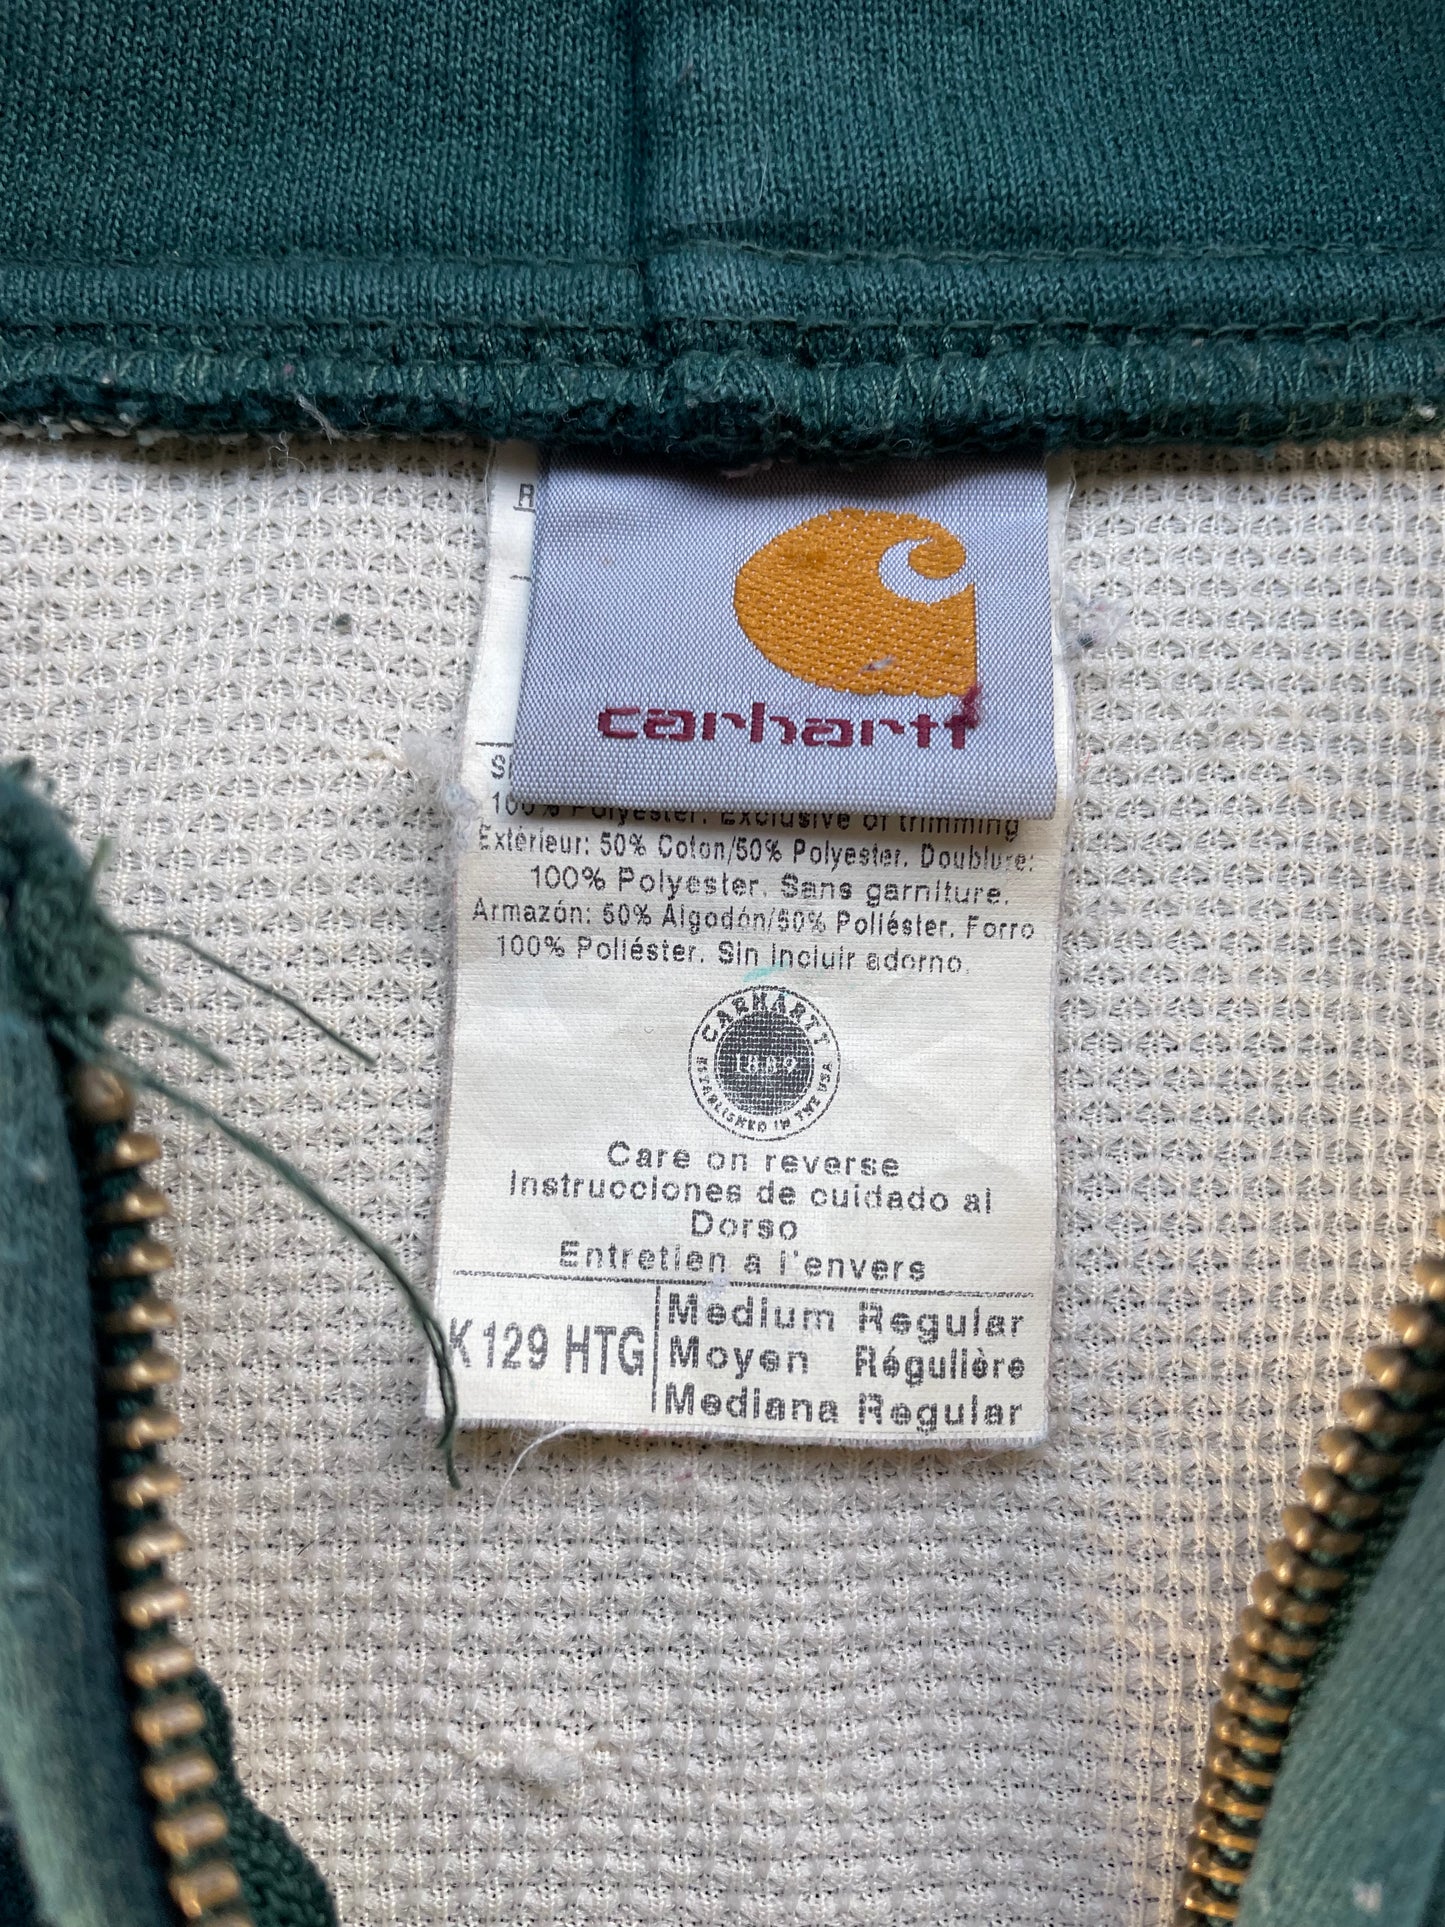 carhartt
100% Polyester. Exclusive of trimming
Extérieur: 50% Coton/50% Polyester. Doublure:
100% Polyester. Sans garniture.
Armazón: 50% Algodón/50% Poliéster. Forro
100% Poliéster. Sin incluir adorno.
CARHARTT
1889
ESTABLISHED IN THE USA
Care on reverse
Instrucciones de cuidado al
Dorso
Entretien a l'envers
K129 HTG
Medium Regular
Moyen Régulière
Mediana Regular